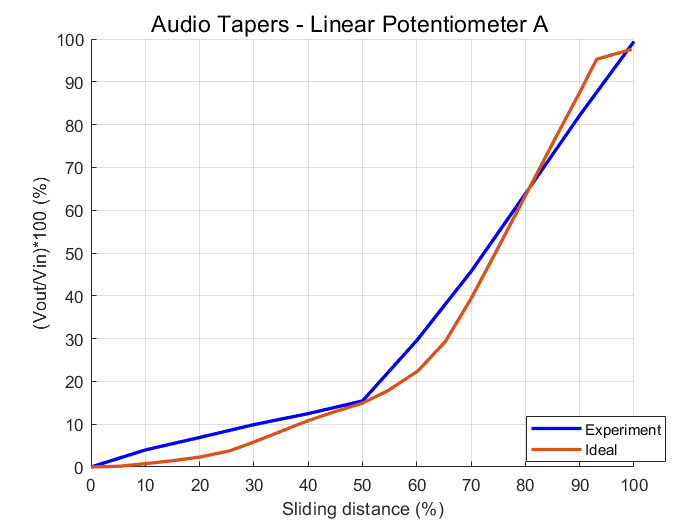 Audio Tapers - Linear Potentiometer A
100
90
80
70
60
50
40
30
20
10
0
(Vout/Vin)*100 (%)
0 10 20 30 40 50 60 70 80 90 100
Sliding distance (%)
Experiment
Ideal